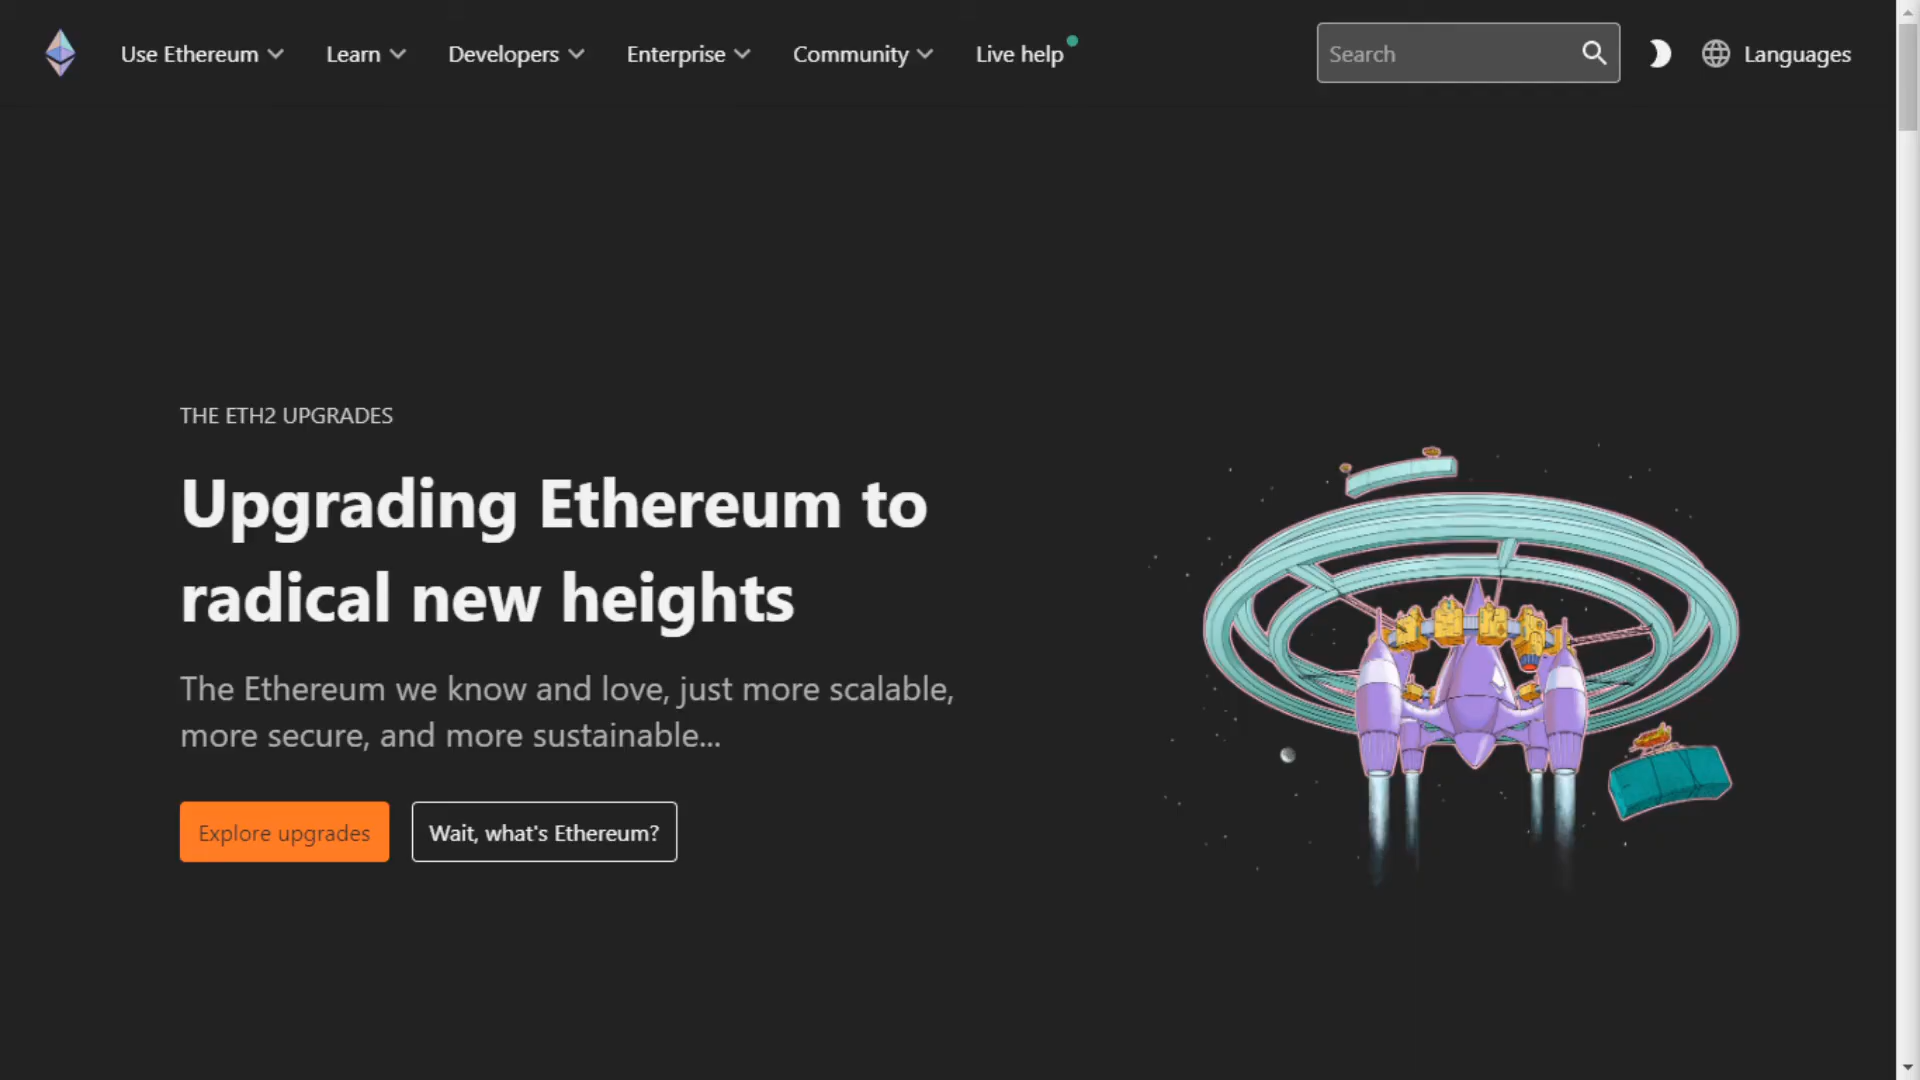 Use Ethereum Learn Developers Enterprise Community Live help Search Languages
THE ETH2 UPGRADES
Upgrading Ethereum to
radical new heights
The Ethereum we know and love, just more scalable,
more secure, and more sustainable...
Explore upgrades Wait, what's Ethereum?